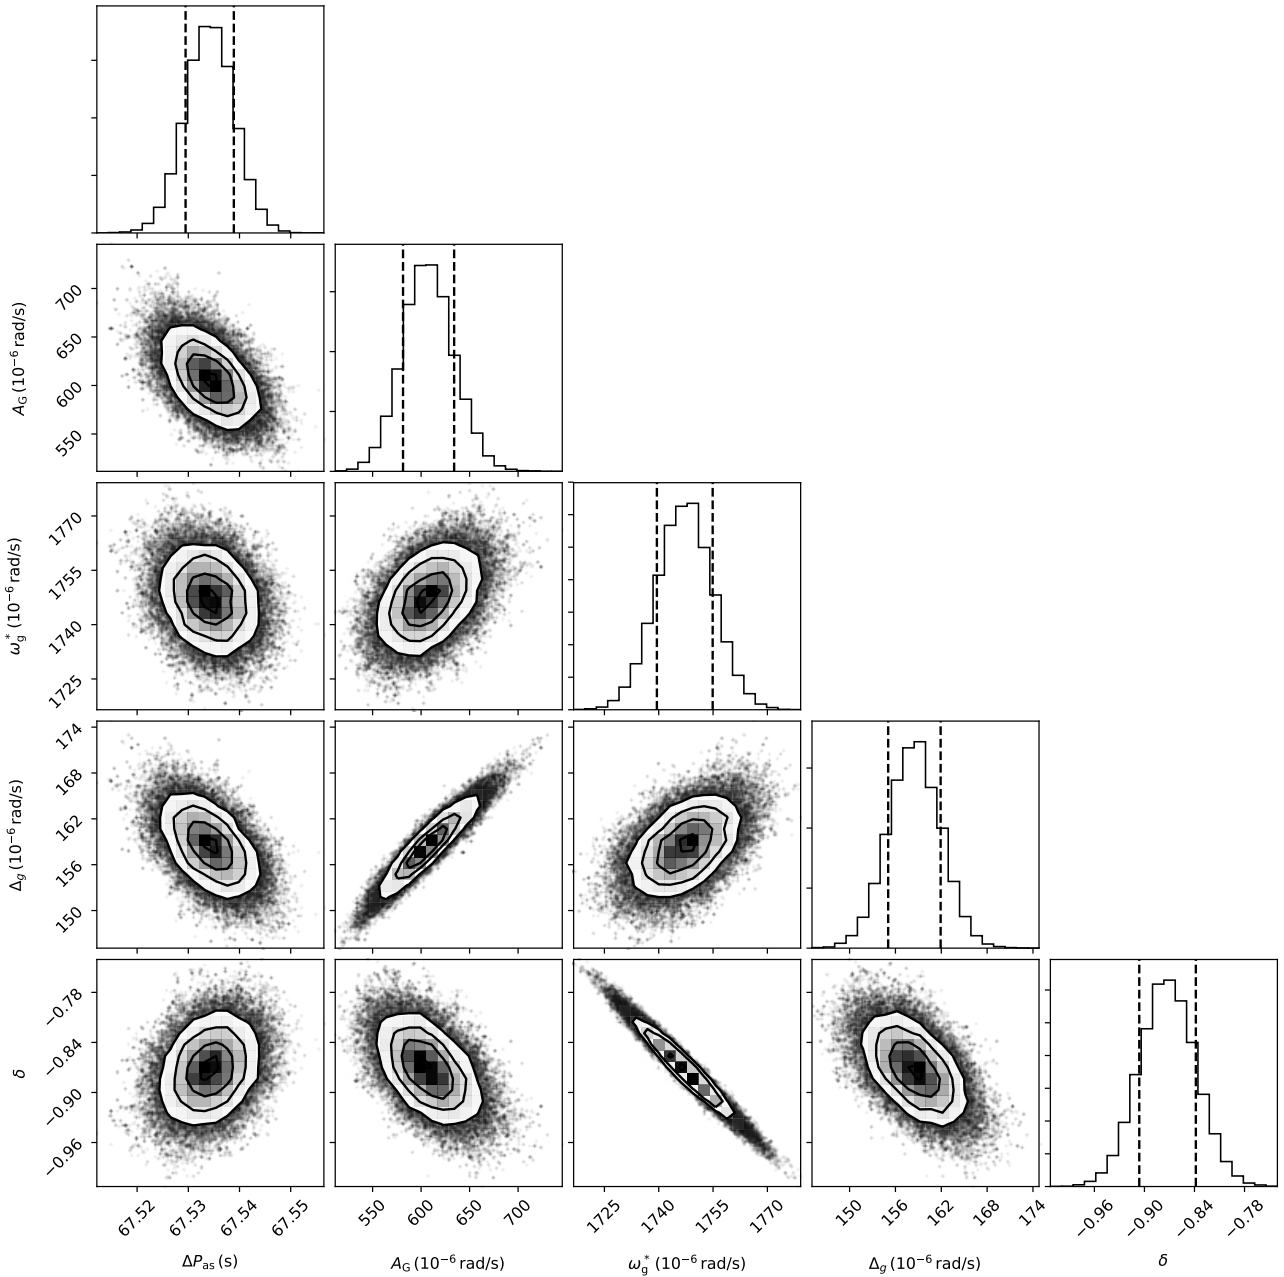 700
650
600
550
A_G (10⁻⁶ rad/s)
1770
1755
1740
1725
ω_g^* (10⁻⁶ rad/s)
174
168
162
156
150
Δ_g (10⁻⁶ rad/s)
−0.78
−0.84
−0.90
−0.96
δ
67.52 67.53 67.54 67.55
550 600 650 700
1725 1740 1755 1770
150 156 162 168 174
−0.96 −0.90 −0.84 −0.78
ΔP_as (s)
A_G (10⁻⁶ rad/s)
ω_g^* (10⁻⁶ rad/s)
Δ_g (10⁻⁶ rad/s)
δ